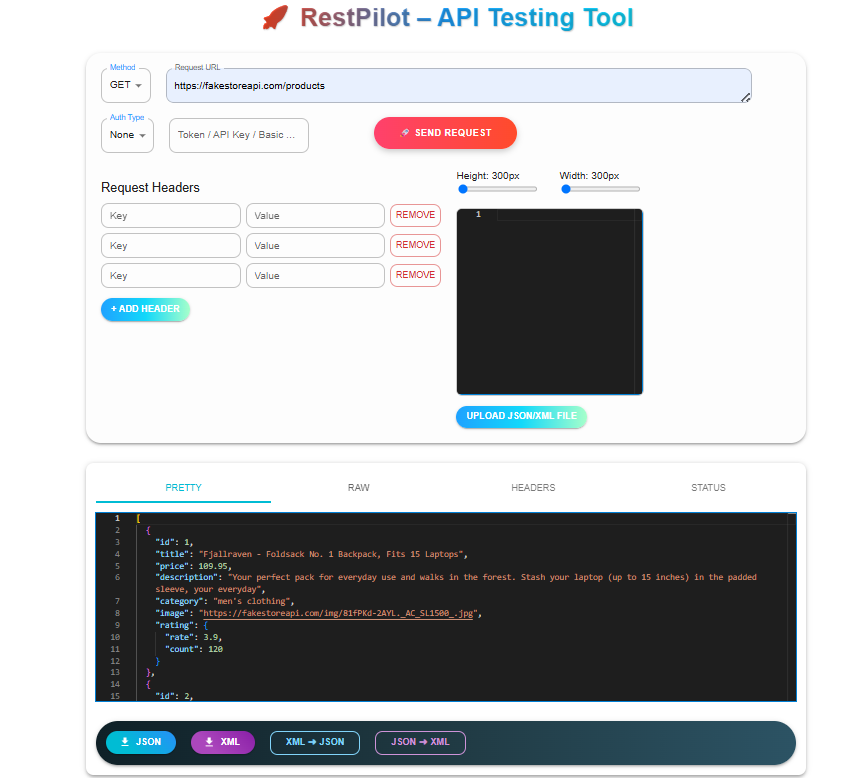 RestPilot – API Testing Tool
Method
Request URL
GET
https://fakestoreapi.com/products
Auth Type
None
Token / API Key / Basic ...
SEND REQUEST
Height: 300px
Width: 300px
Request Headers
Key
Value
REMOVE
Key
Value
REMOVE
Key
Value
REMOVE
+ ADD HEADER
1
UPLOAD JSON/XML FILE
PRETTY
RAW
HEADERS
STATUS
1 [
2 {
3 "id": 1,
4 "title": "Fjallraven - Foldsack No. 1 Backpack, Fits 15 Laptops",
5 "price": 109.95,
6 "description": "Your perfect pack for everyday use and walks in the forest. Stash your laptop (up to 15 inches) in the padded
sleeve, your everyday",
7 "category": "men's clothing",
8 "image": "https://fakestoreapi.com/img/81fPKd-2AYL._AC_SL1500_.jpg",
9 "rating": {
10 "rate": 3.9,
11 "count": 120
12 }
13 },
14 {
15 "id": 2,
JSON
XML
XML ➜ JSON
JSON ➜ XML